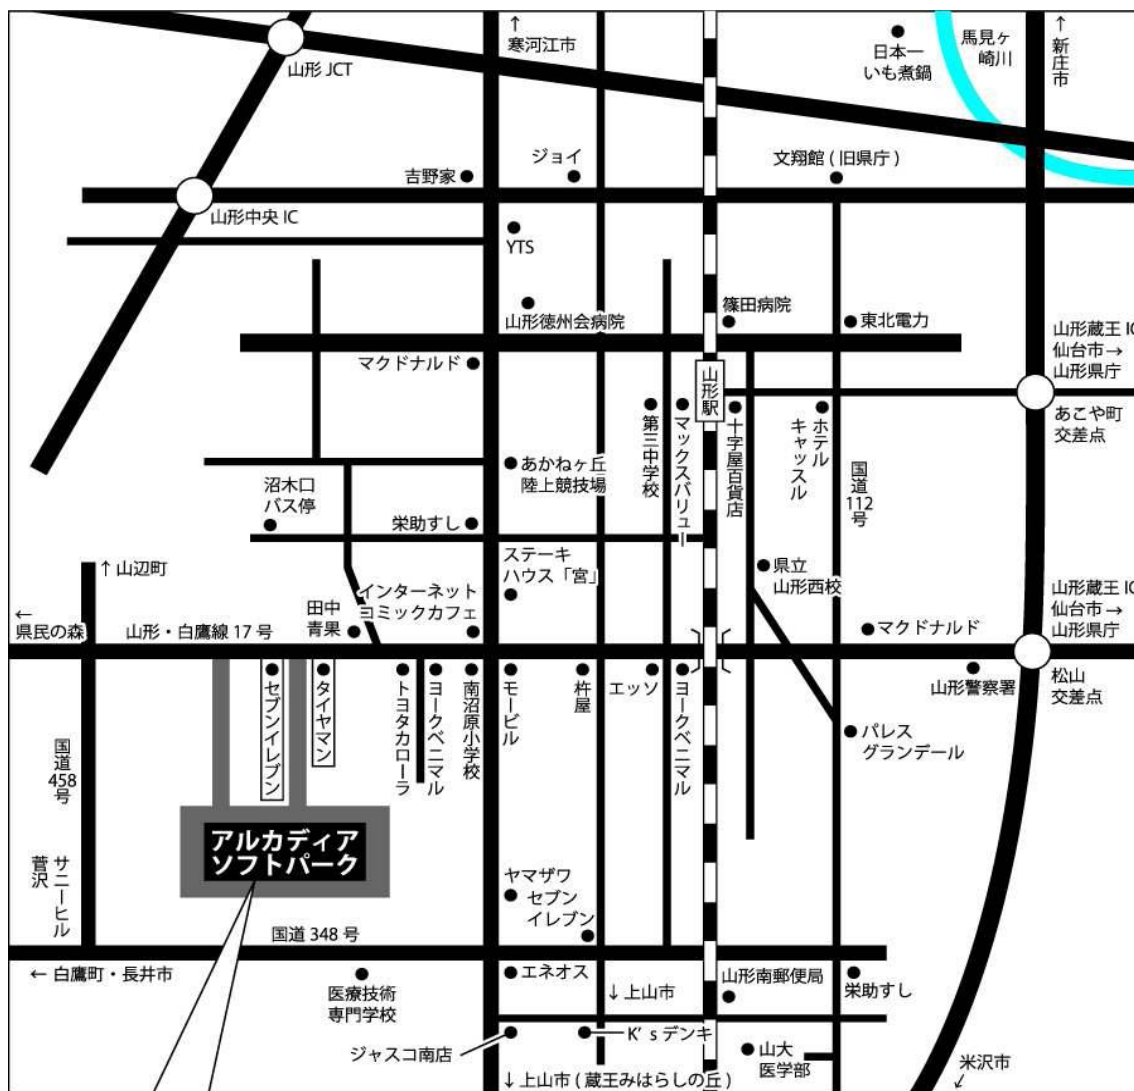 ↑
寒河江市
日本一
いも煮鍋
馬見ヶ
崎川
↑新庄市
山形 JCT
吉野家
ジョイ
文翔館 ( 旧県庁 )
山形中央 IC
YTS
山形徳州会病院
篠田病院
東北電力
山形蔵王 IC
仙台市→
山形県庁
マクドナルド
山形駅
あこや町
交差点
第三中学校
マックスバリュー
十字屋百貨店
ホテル
キャッスル
国道112号
あかねヶ丘
陸上競技場
沼木口
バス停
栄助すし
ステーキ
ハウス「宮」
県立
山形西校
↑山辺町
インターネット
コミックカフェ
田中
青果
←
県民の森
山形・白鷹線 17 号
マクドナルド
山形蔵王 IC
仙台市→
山形県庁
松山
交差点
セブンイレブン
タイヤマン
トヨタカローラ
ヨークベニマル
南沼原小学校
モービル
杵屋
エッソ
ヨークベニマル
山形警察署
パレス
グランデール
国道458号
アルカディア
ソフトパーク
サニーヒル
菅沢
ヤマザワ
セブン
イレブン
国道 348 号
← 白鷹町・長井市
医療技術
専門学校
エネオス
↓上山市
山形南郵便局
栄助すし
ジャスコ南店
K’s デンキ
山大
医学部
米沢市
↓上山市 ( 蔵王みはらしの丘 )